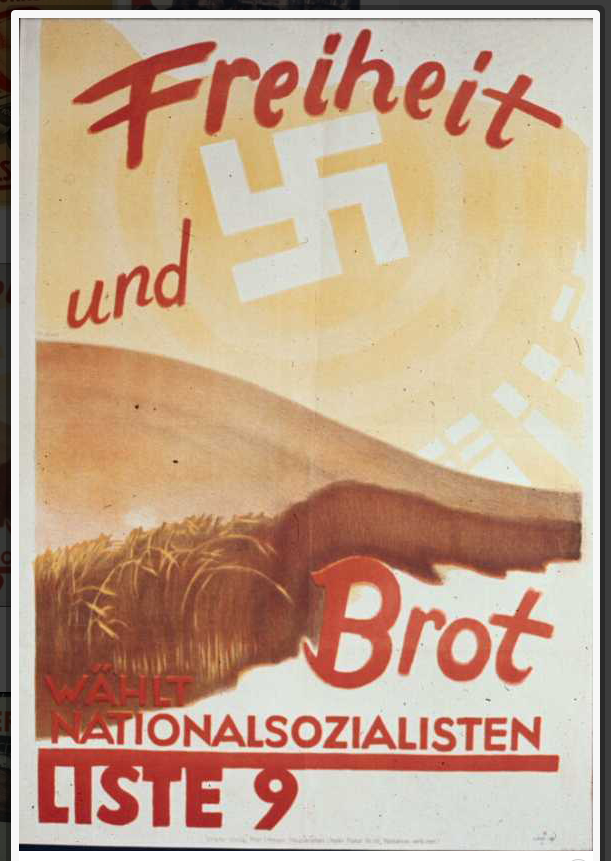 Freiheit
und
Brot
WÄHLT
NATIONALSOZIALISTEN
LISTE 9